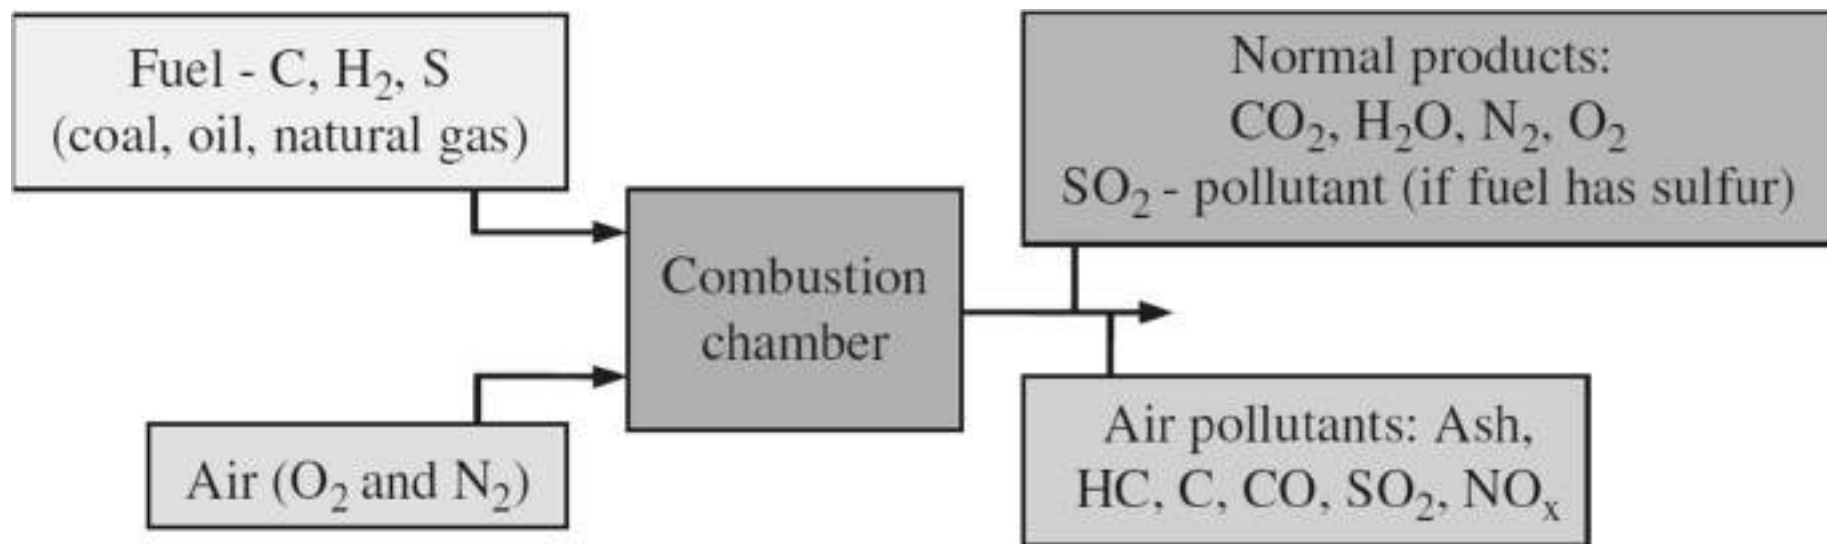 Fuel - C, H₂, S
(coal, oil, natural gas)
Air (O₂ and N₂)
Combustion
chamber
Normal products:
CO₂, H₂O, N₂, O₂
SO₂ - pollutant (if fuel has sulfur)
Air pollutants: Ash,
HC, C, CO, SO₂, NOₓ